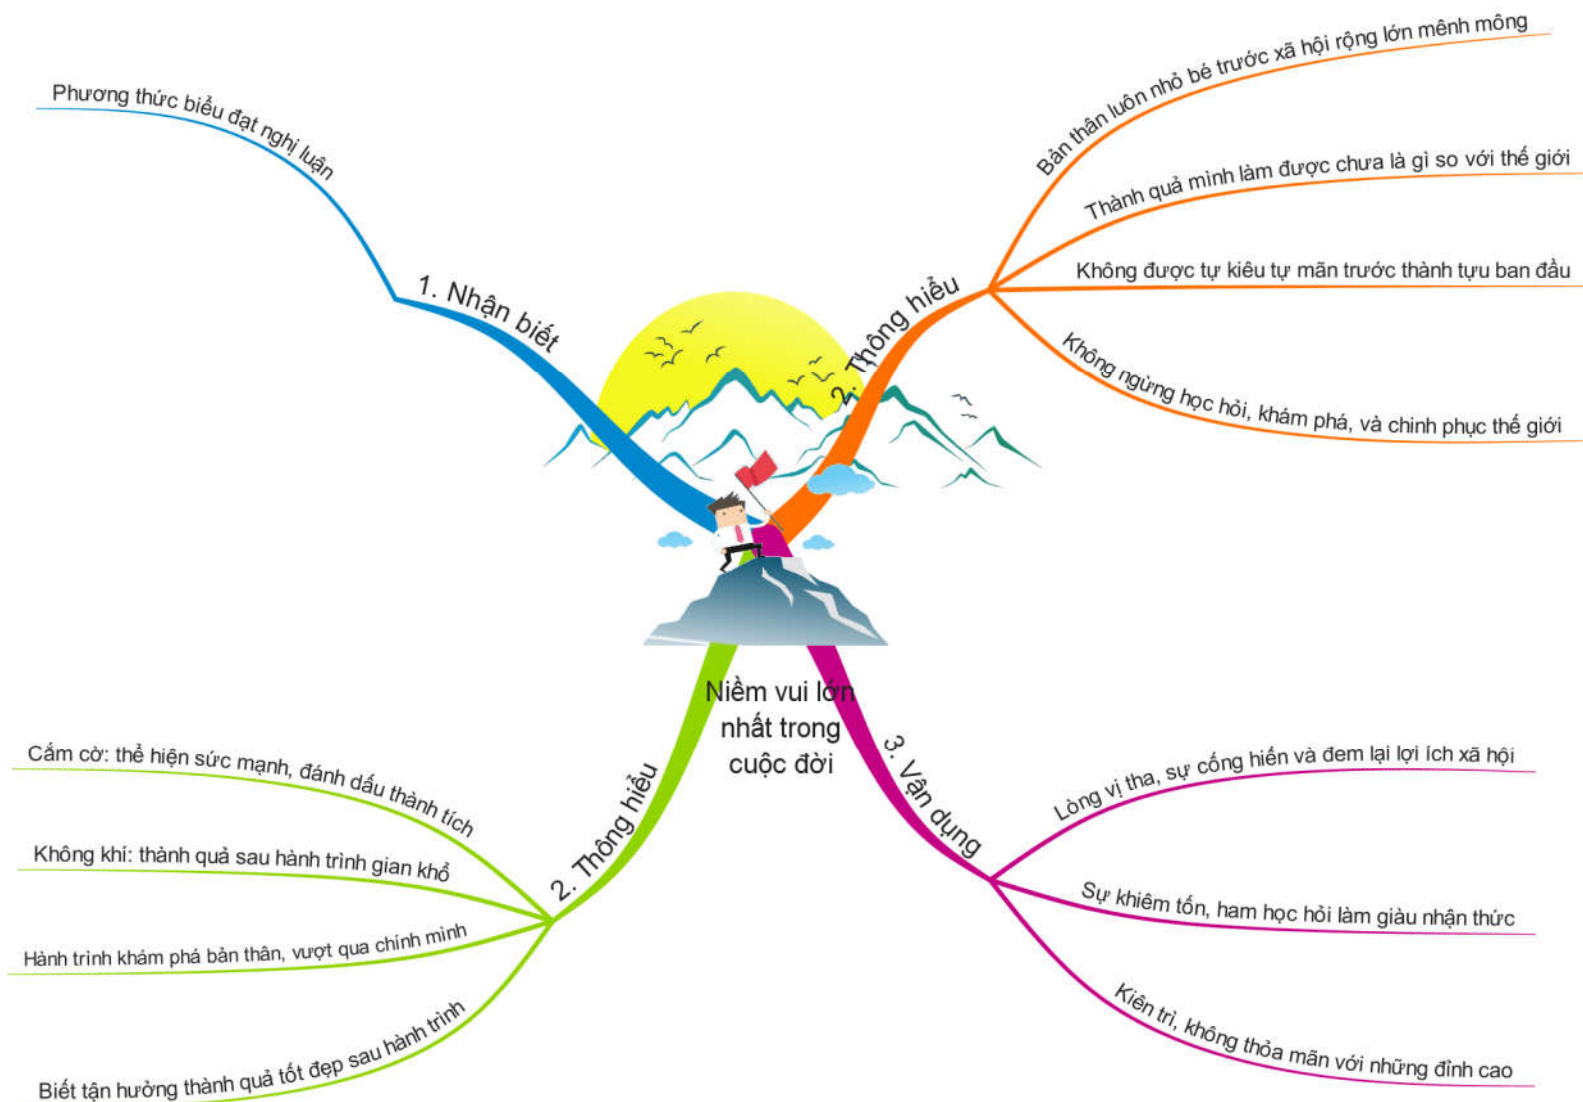 Phương thức biểu đạt nghị luận
1. Nhận biết
2. Thông hiểu
Bản thân luôn nhỏ bé trước xã hội rộng lớn mênh mông
Thành quả mình làm được chưa là gì so với thế giới
Không được tự kiêu tự mãn trước thành tựu ban đầu
Không ngừng học hỏi, khám phá, và chinh phục thế giới
Niềm vui lớn
nhất trong
cuộc đời
2. Thông hiểu
Cắm cờ: thể hiện sức mạnh, đánh dấu thành tích
Không khí: thành quả sau hành trình gian khổ
Hành trình khám phá bản thân, vượt qua chính mình
Biết tận hưởng thành quả tốt đẹp sau hành trình
3. Vận dụng
Lòng vị tha, sự cống hiến và đem lại lợi ích xã hội
Sự khiêm tốn, ham học hỏi làm giàu nhận thức
Kiên trì, không thỏa mãn với những đỉnh cao